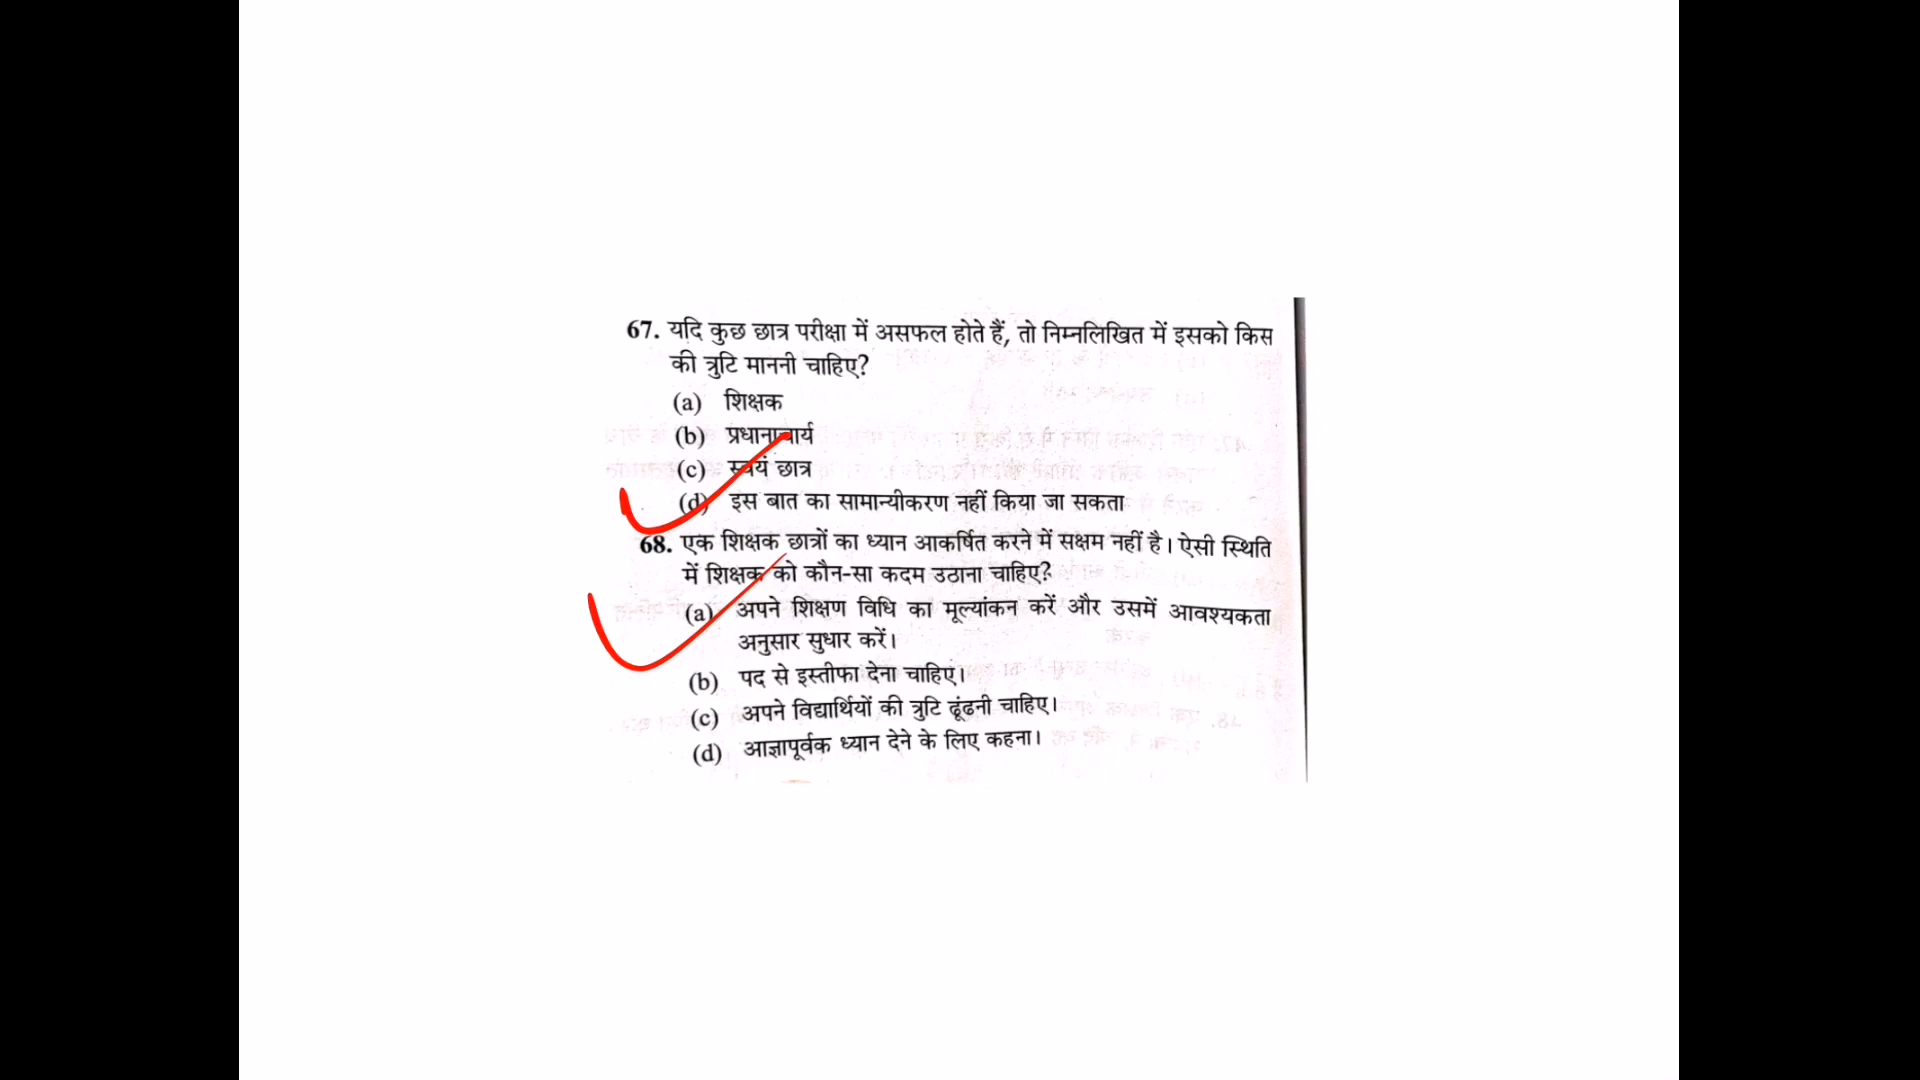 67. यदि कुछ छात्र परीक्षा में असफल होते हैं, तो निम्नलिखित में इसको किस
की त्रुटि माननी चाहिए?
(a) शिक्षक
(b) प्रधानाचार्य
(c) स्वयं छात्र
(d) इस बात का सामान्यीकरण नहीं किया जा सकता
68. एक शिक्षक छात्रों का ध्यान आकर्षित करने में सक्षम नहीं है। ऐसी स्थिति
में शिक्षक को कौन-सा कदम उठाना चाहिए?
(a) अपने शिक्षण विधि का मूल्यांकन करें और उसमें आवश्यकता
अनुसार सुधार करें।
(b) पद से इस्तीफा देना चाहिए।
(c) अपने विद्यार्थियों की त्रुटि ढूंढनी चाहिए।
(d) आज्ञापूर्वक ध्यान देने के लिए कहना।